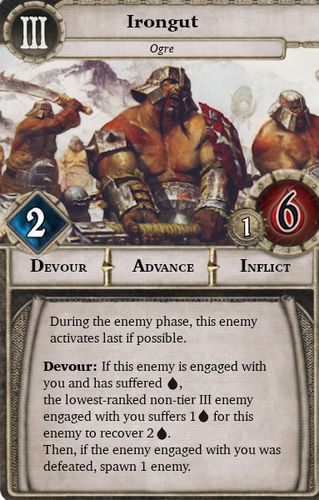 III
Irongut
Ogre
2
1
6
DEVOUR ADVANCE INFLICT
During the enemy phase, this enemy
activates last if possible.
Devour: If this enemy is engaged with
you and has suffered ,
the lowest-ranked non-tier III enemy
engaged with you suffers 1 for this
enemy to recover 2 .
Then, if the enemy engaged with you was
defeated, spawn 1 enemy.